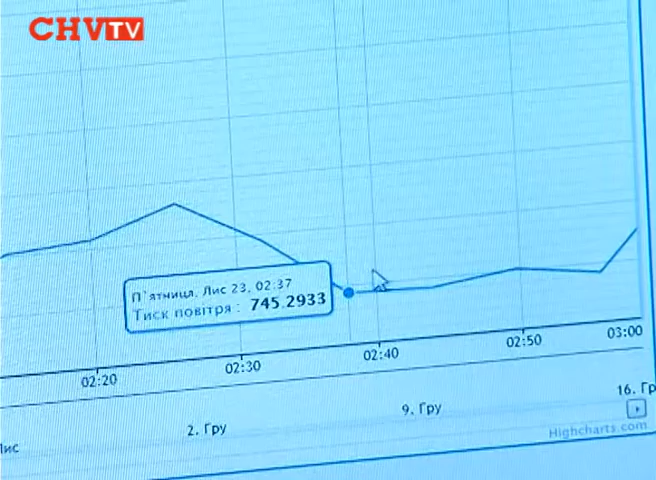 CHVTV
П`ятниця, Лис 23, 02:37
Тиск повітря : 745.2933
02:20 02:30 02:40 02:50 03:00
Лис 2. Гру 9. Гру 16. Гр
Highcharts.com